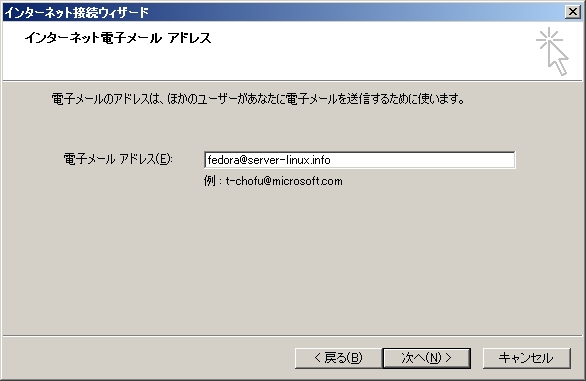 インターネット接続ウィザード
インターネット電子メール アドレス
電子メールのアドレスは、ほかのユーザーがあなたに電子メールを送信するために使います。
電子メール アドレス(E): fedora@server-linux.info
例 : t-chofu@microsoft.com
< 戻る(B) 次へ(N) > キャンセル